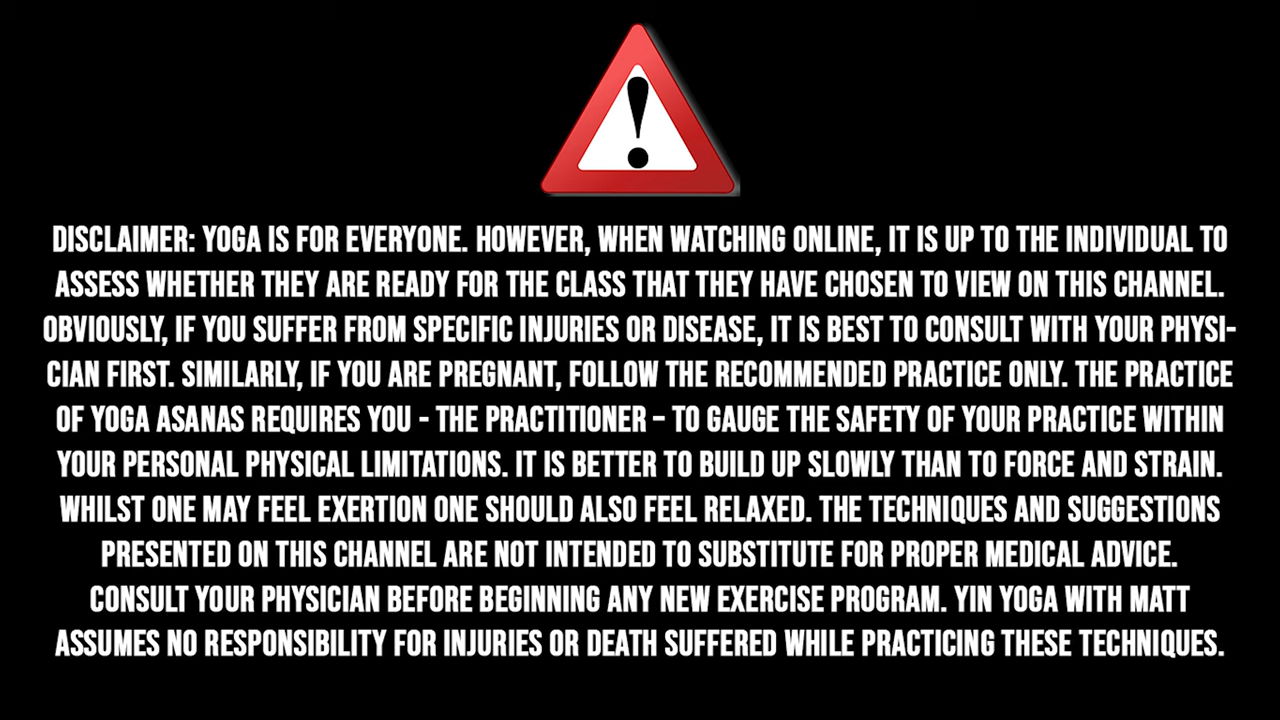 DISCLAIMER: YOGA IS FOR EVERYONE. HOWEVER, WHEN WATCHING ONLINE, IT IS UP TO THE INDIVIDUAL TO
ASSESS WHETHER THEY ARE READY FOR THE CLASS THAT THEY HAVE CHOSEN TO VIEW ON THIS CHANNEL.
OBVIOUSLY, IF YOU SUFFER FROM SPECIFIC INJURIES OR DISEASE, IT IS BEST TO CONSULT WITH YOUR PHYSI-
CIAN FIRST. SIMILARLY, IF YOU ARE PREGNANT, FOLLOW THE RECOMMENDED PRACTICE ONLY. THE PRACTICE
OF YOGA ASANAS REQUIRES YOU - THE PRACTITIONER – TO GAUGE THE SAFETY OF YOUR PRACTICE WITHIN
YOUR PERSONAL PHYSICAL LIMITATIONS. IT IS BETTER TO BUILD UP SLOWLY THAN TO FORCE AND STRAIN.
WHILST ONE MAY FEEL EXERTION ONE SHOULD ALSO FEEL RELAXED. THE TECHNIQUES AND SUGGESTIONS
PRESENTED ON THIS CHANNEL ARE NOT INTENDED TO SUBSTITUTE FOR PROPER MEDICAL ADVICE.
CONSULT YOUR PHYSICIAN BEFORE BEGINNING ANY NEW EXERCISE PROGRAM. YIN YOGA WITH MATT
ASSUMES NO RESPONSIBILITY FOR INJURIES OR DEATH SUFFERED WHILE PRACTICING THESE TECHNIQUES.